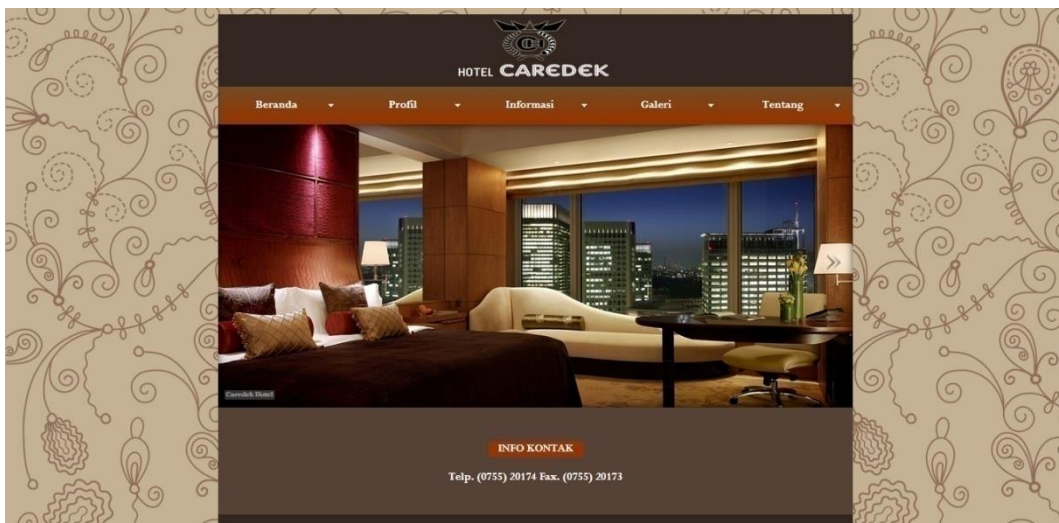 HOTEL CAREDEK
Beranda Profil Informasi Galeri Tentang
Caredek Hotel
INFO KONTAK
Telp. (0755) 20174 Fax. (0755) 20173